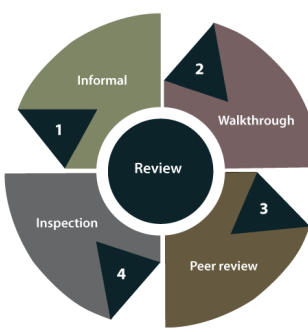 Informal
1
2
Walkthrough
Review
3
Peer review
Inspection
4